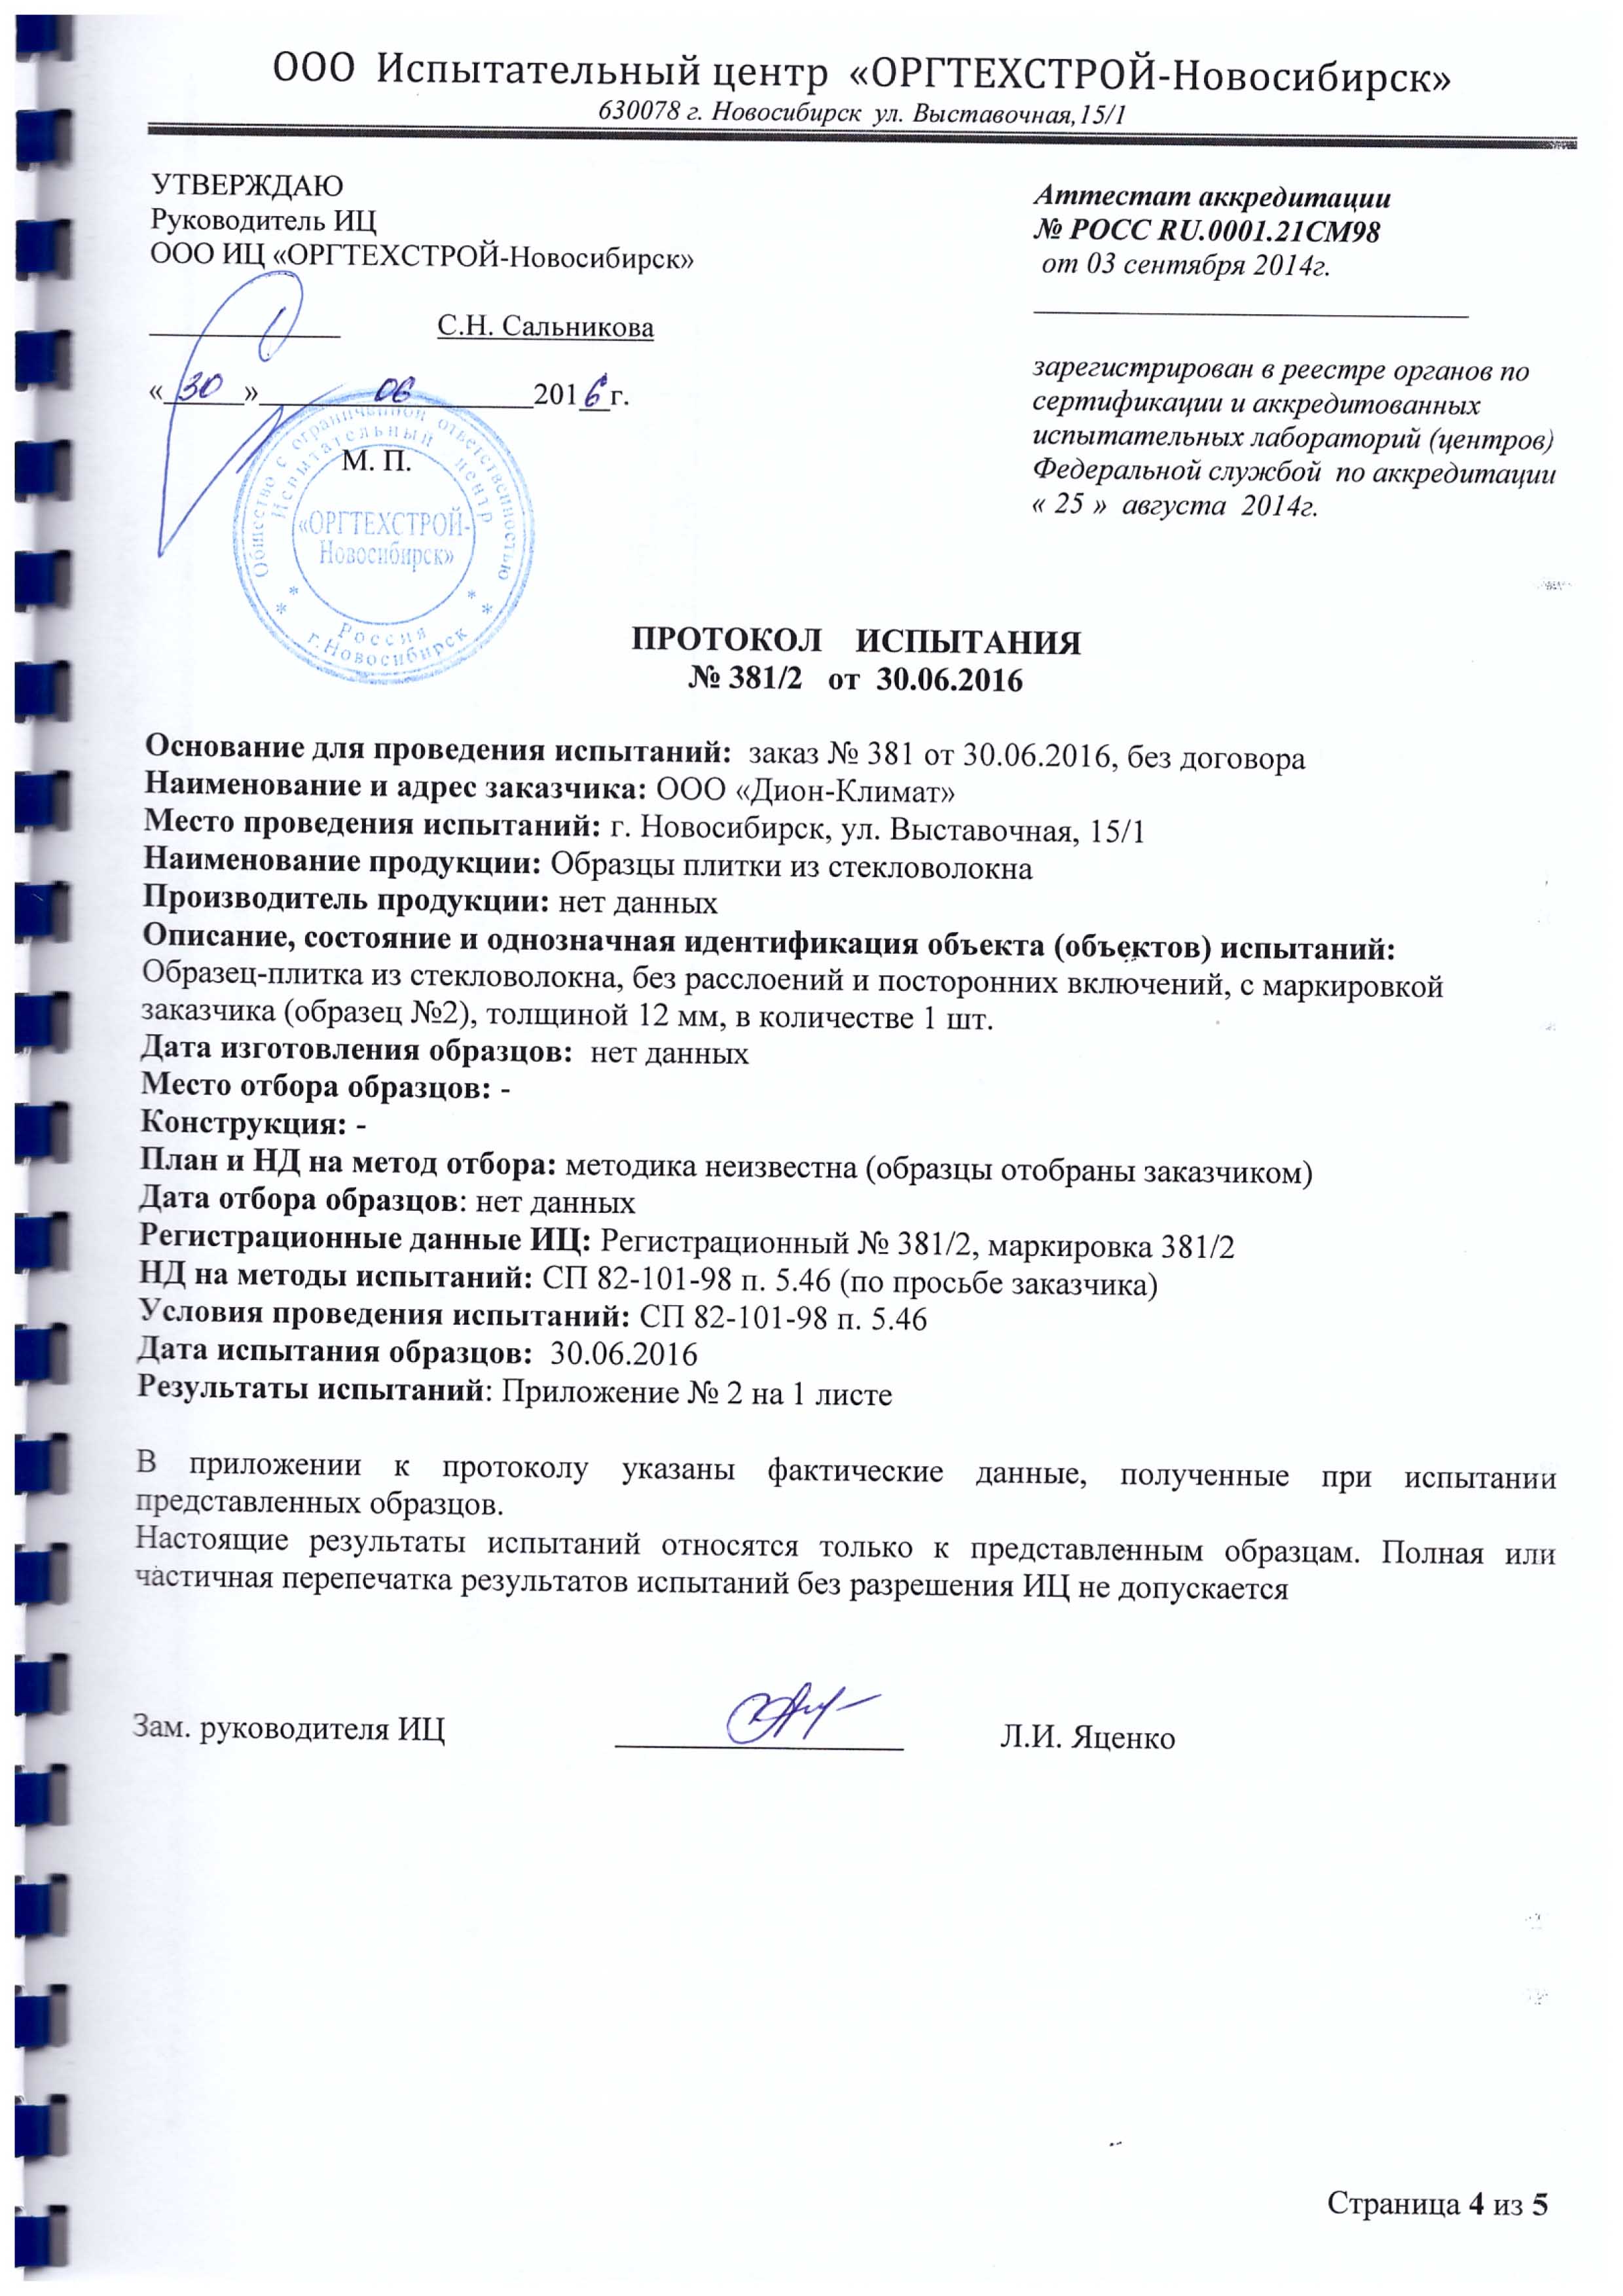 ООО Испытательный центр «ОРГТЕХСТРОЙ-Новосибирск»
630078 г. Новосибирск ул. Выставочная,15/1
УТВЕРЖДАЮ
Руководитель ИЦ
ООО ИЦ «ОРГТЕХСТРОЙ-Новосибирск»
С.Н. Сальникова
«30» 06 2016г.
М. П.
Общество с ограниченной ответственностью
Испытательный центр
«ОРГТЕХСТРОЙ-
Новосибирск»
Россия
г.Новосибирск
Аттестат аккредитации
№ РОСС RU.0001.21СМ98
от 03 сентября 2014г.
зарегистрирован в реестре органов по
сертификации и аккредитованных
испытательных лабораторий (центров)
Федеральной службой по аккредитации
« 25 » августа 2014г.
ПРОТОКОЛ ИСПЫТАНИЯ
№ 381/2 от 30.06.2016
Основание для проведения испытаний: заказ № 381 от 30.06.2016, без договора
Наименование и адрес заказчика: ООО «Дион-Климат»
Место проведения испытаний: г. Новосибирск, ул. Выставочная, 15/1
Наименование продукции: Образцы плитки из стекловолокна
Производитель продукции: нет данных
Описание, состояние и однозначная идентификация объекта (объектов) испытаний:
Образец-плитка из стекловолокна, без расслоений и посторонних включений, с маркировкой
заказчика (образец №2), толщиной 12 мм, в количестве 1 шт.
Дата изготовления образцов: нет данных
Место отбора образцов: -
Конструкция: -
План и НД на метод отбора: методика неизвестна (образцы отобраны заказчиком)
Дата отбора образцов: нет данных
Регистрационные данные ИЦ: Регистрационный № 381/2, маркировка 381/2
НД на методы испытаний: СП 82-101-98 п. 5.46 (по просьбе заказчика)
Условия проведения испытаний: СП 82-101-98 п. 5.46
Дата испытания образцов: 30.06.2016
Результаты испытаний: Приложение № 2 на 1 листе
В приложении к протоколу указаны фактические данные, полученные при испытании
представленных образцов.
Настоящие результаты испытаний относятся только к представленным образцам. Полная или
частичная перепечатка результатов испытаний без разрешения ИЦ не допускается
Зам. руководителя ИЦ Л.И. Яценко
Страница 4 из 5